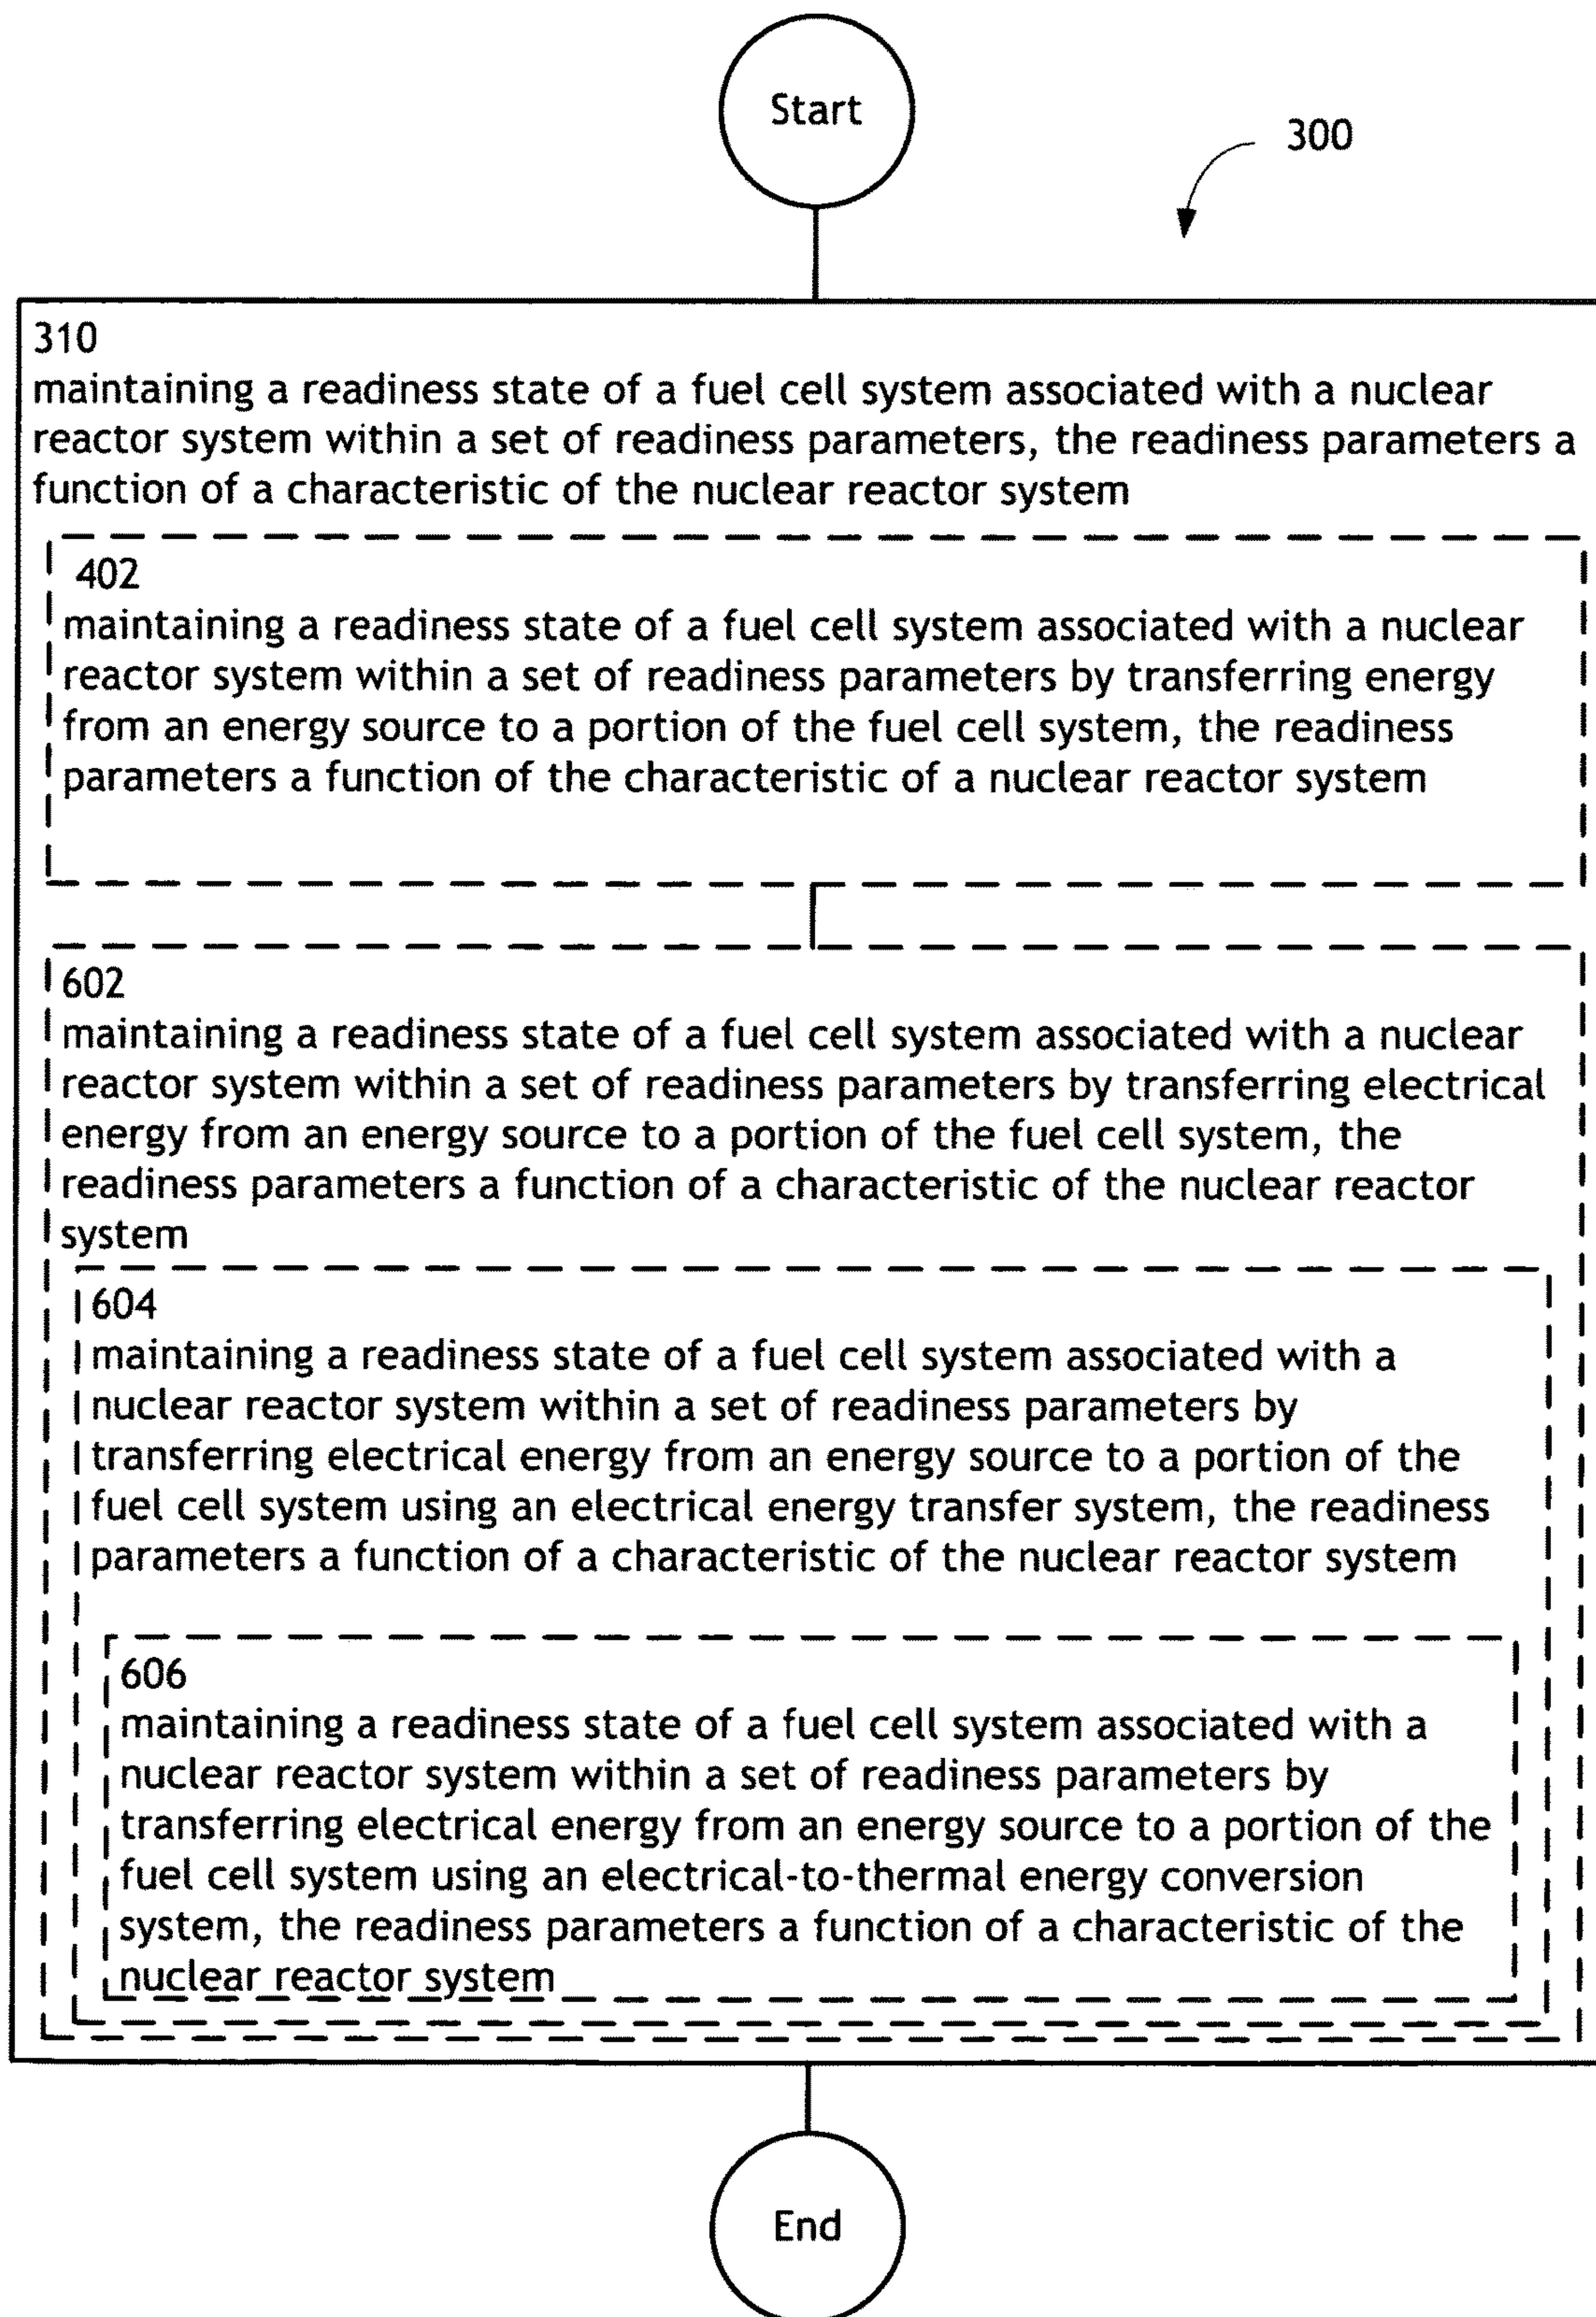 Start
300
310
maintaining a readiness state of a fuel cell system associated with a nuclear
reactor system within a set of readiness parameters, the readiness parameters a
function of a characteristic of the nuclear reactor system
402
maintaining a readiness state of a fuel cell system associated with a nuclear
reactor system within a set of readiness parameters by transferring energy
from an energy source to a portion of the fuel cell system, the readiness
parameters a function of the characteristic of a nuclear reactor system
602
maintaining a readiness state of a fuel cell system associated with a nuclear
reactor system within a set of readiness parameters by transferring electrical
energy from an energy source to a portion of the fuel cell system, the
readiness parameters a function of a characteristic of the nuclear reactor
system
604
maintaining a readiness state of a fuel cell system associated with a
nuclear reactor system within a set of readiness parameters by
transferring electrical energy from an energy source to a portion of the
fuel cell system using an electrical energy transfer system, the readiness
parameters a function of a characteristic of the nuclear reactor system
606
maintaining a readiness state of a fuel cell system associated with a
nuclear reactor system within a set of readiness parameters by
transferring electrical energy from an energy source to a portion of the
fuel cell system using an electrical-to-thermal energy conversion
system, the readiness parameters a function of a characteristic of the
nuclear reactor system
End